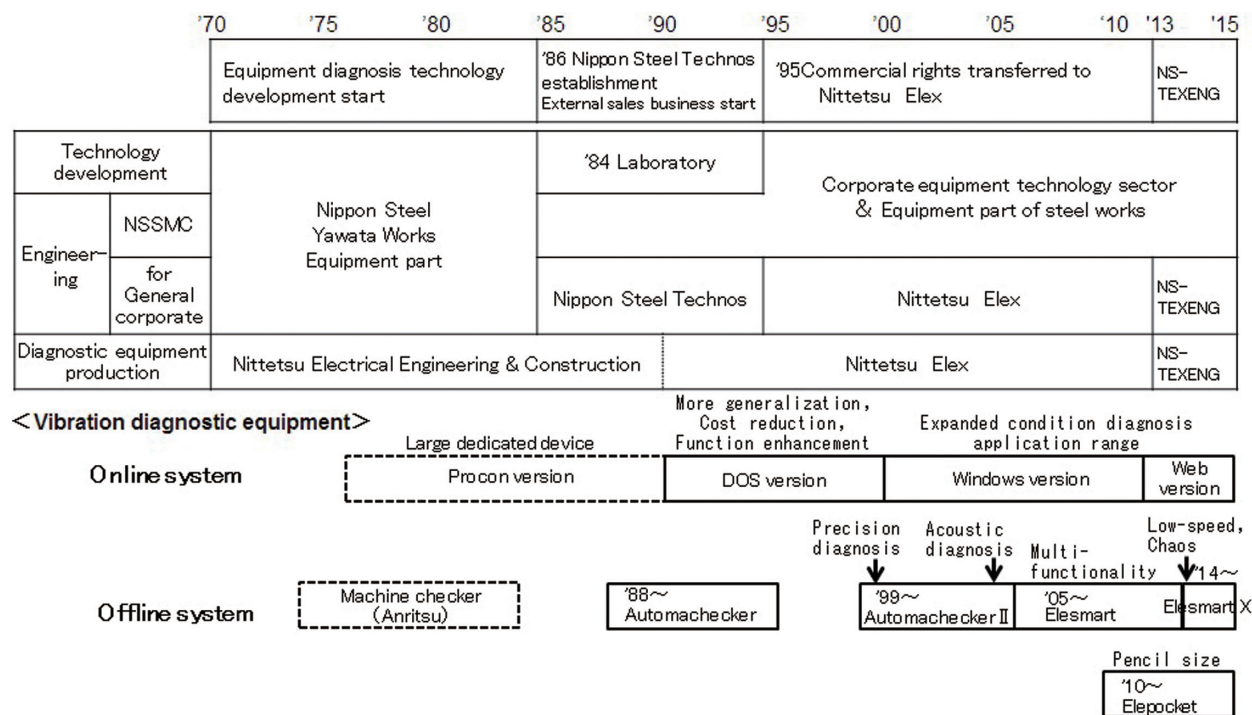 '70 '75 '80 '85 '90 '95 '00 '05 '10 '13 '15
Equipment diagnosis technology
development start
'86 Nippon Steel Technos
establishment
External sales business start
'95Commercial rights transferred to
Nittetsu Elex
NS-
TEXENG
Technology
development
Nippon Steel
Yawata Works
Equipment part
'84 Laboratory
Corporate equipment technology sector
& Equipment part of steel works
Engineer-
ing
NSSMC
for
General
corporate
Nippon Steel Technos
Nittetsu Elex
NS-
TEXENG
Diagnostic equipment
production
Nittetsu Electrical Engineering & Construction
Nittetsu Elex
NS-
TEXENG
<Vibration diagnostic equipment>
Large dedicated device
More generalization,
Cost reduction,
Function enhancement
Expanded condition diagnosis
application range
Online system
Procon version
DOS version
Windows version
Web
version
Precision
diagnosis
Acoustic
diagnosis
Multi-
functionality
Low-speed,
Chaos
Offline system
Machine checker
(Anritsu)
'88~
Automachecker
'99~
AutomacheckerⅡ
'05~
Elesmart
'14~
Elesmart X
Pencil size
'10~
Elepocket